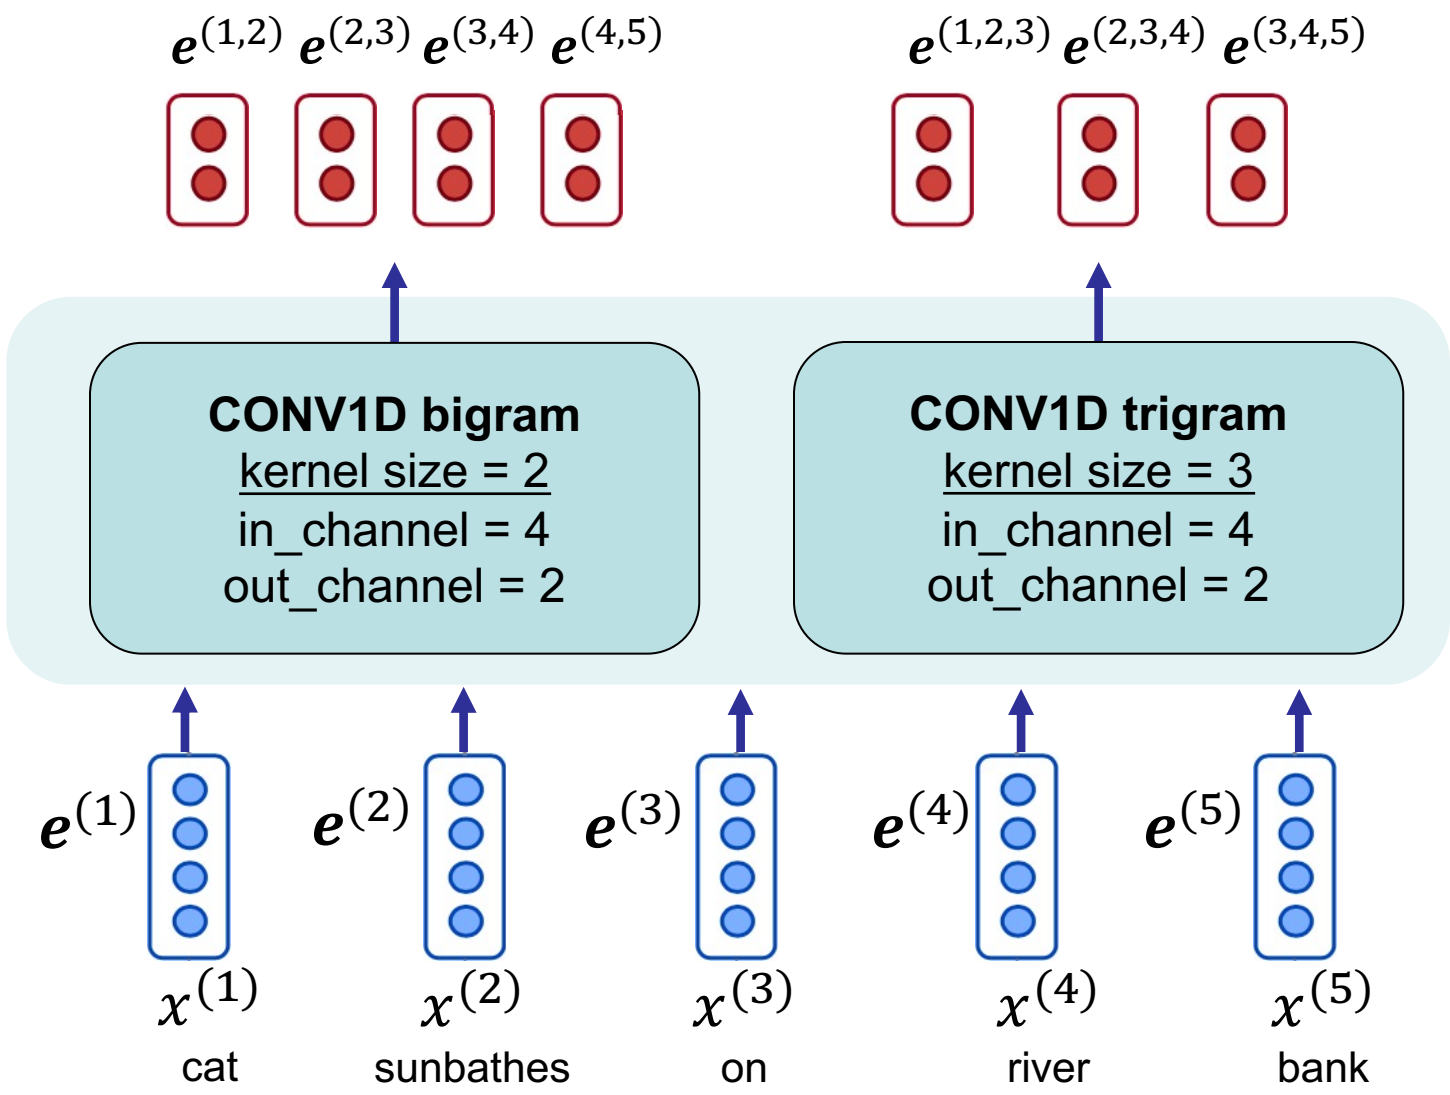 e^(1,2) e^(2,3) e^(3,4) e^(4,5) e^(1,2,3) e^(2,3,4) e^(3,4,5)
CONV1D bigram
kernel size = 2
in_channel = 4
out_channel = 2
CONV1D trigram
kernel size = 3
in_channel = 4
out_channel = 2
e^(1) e^(2) e^(3) e^(4) e^(5)
x^(1) x^(2) x^(3) x^(4) x^(5)
cat sunbathes on river bank